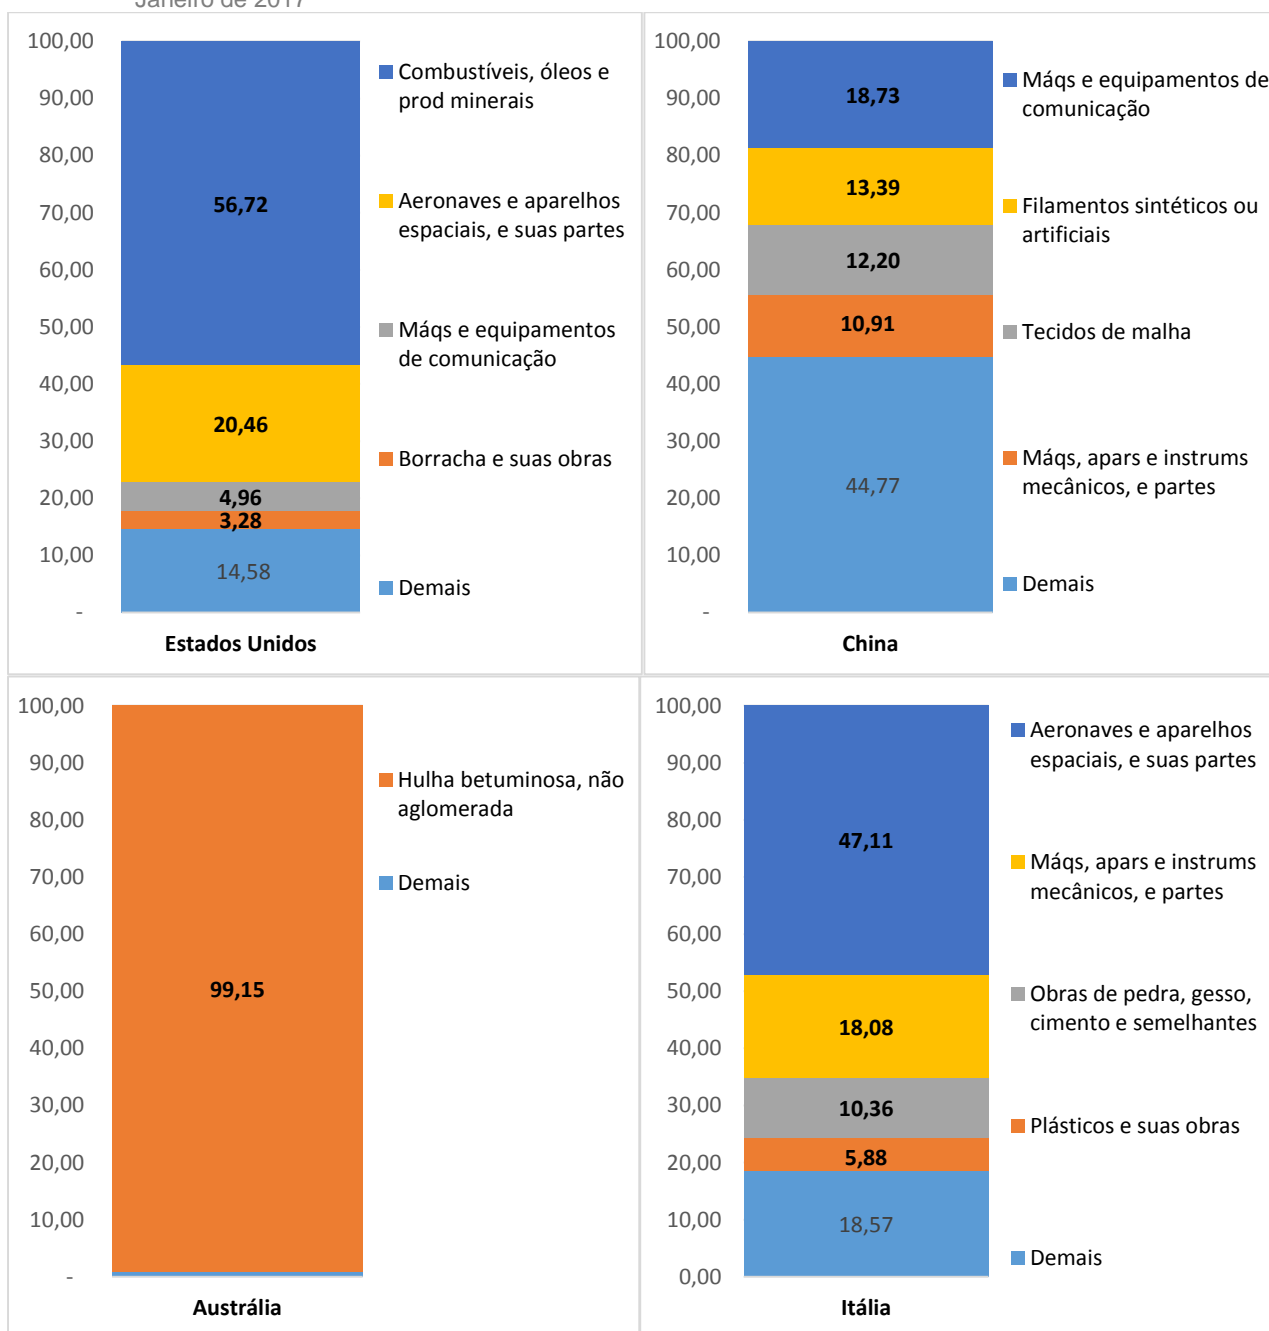 Janeiro de 2017
100,00
90,00
80,00
70,00
60,00
50,00
40,00
30,00
20,00
10,00
-
56,72
20,46
4,96
3,28
14,58
Estados Unidos
Combustíveis, óleos e
prod minerais
Aeronaves e aparelhos
espaciais, e suas partes
Máqs e equipamentos
de comunicação
Borracha e suas obras
Demais
100,00
90,00
80,00
70,00
60,00
50,00
40,00
30,00
20,00
10,00
-
18,73
13,39
12,20
10,91
44,77
China
Máqs e equipamentos de
comunicação
Filamentos sintéticos ou
artificiais
Tecidos de malha
Máqs, apars e instrums
mecânicos, e partes
Demais
100,00
90,00
80,00
70,00
60,00
50,00
40,00
30,00
20,00
10,00
-
99,15
Austrália
Hulha betuminosa, não
aglomerada
Demais
100,00
90,00
80,00
70,00
60,00
50,00
40,00
30,00
20,00
10,00
0,00
47,11
18,08
10,36
5,88
18,57
Itália
Aeronaves e aparelhos
espaciais, e suas partes
Máqs, apars e instrums
mecânicos, e partes
Obras de pedra, gesso,
cimento e semelhantes
Plásticos e suas obras
Demais